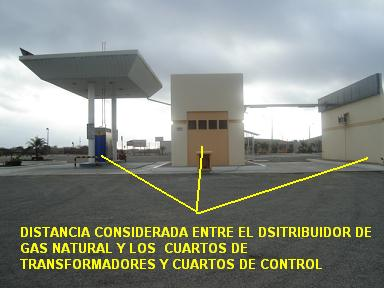 DISTANCIA CONSIDERADA ENTRE EL DSITRIBUIDOR DE
GAS NATURAL Y LOS  CUARTOS DE
TRANSFORMADORES Y CUARTOS DE CONTROL